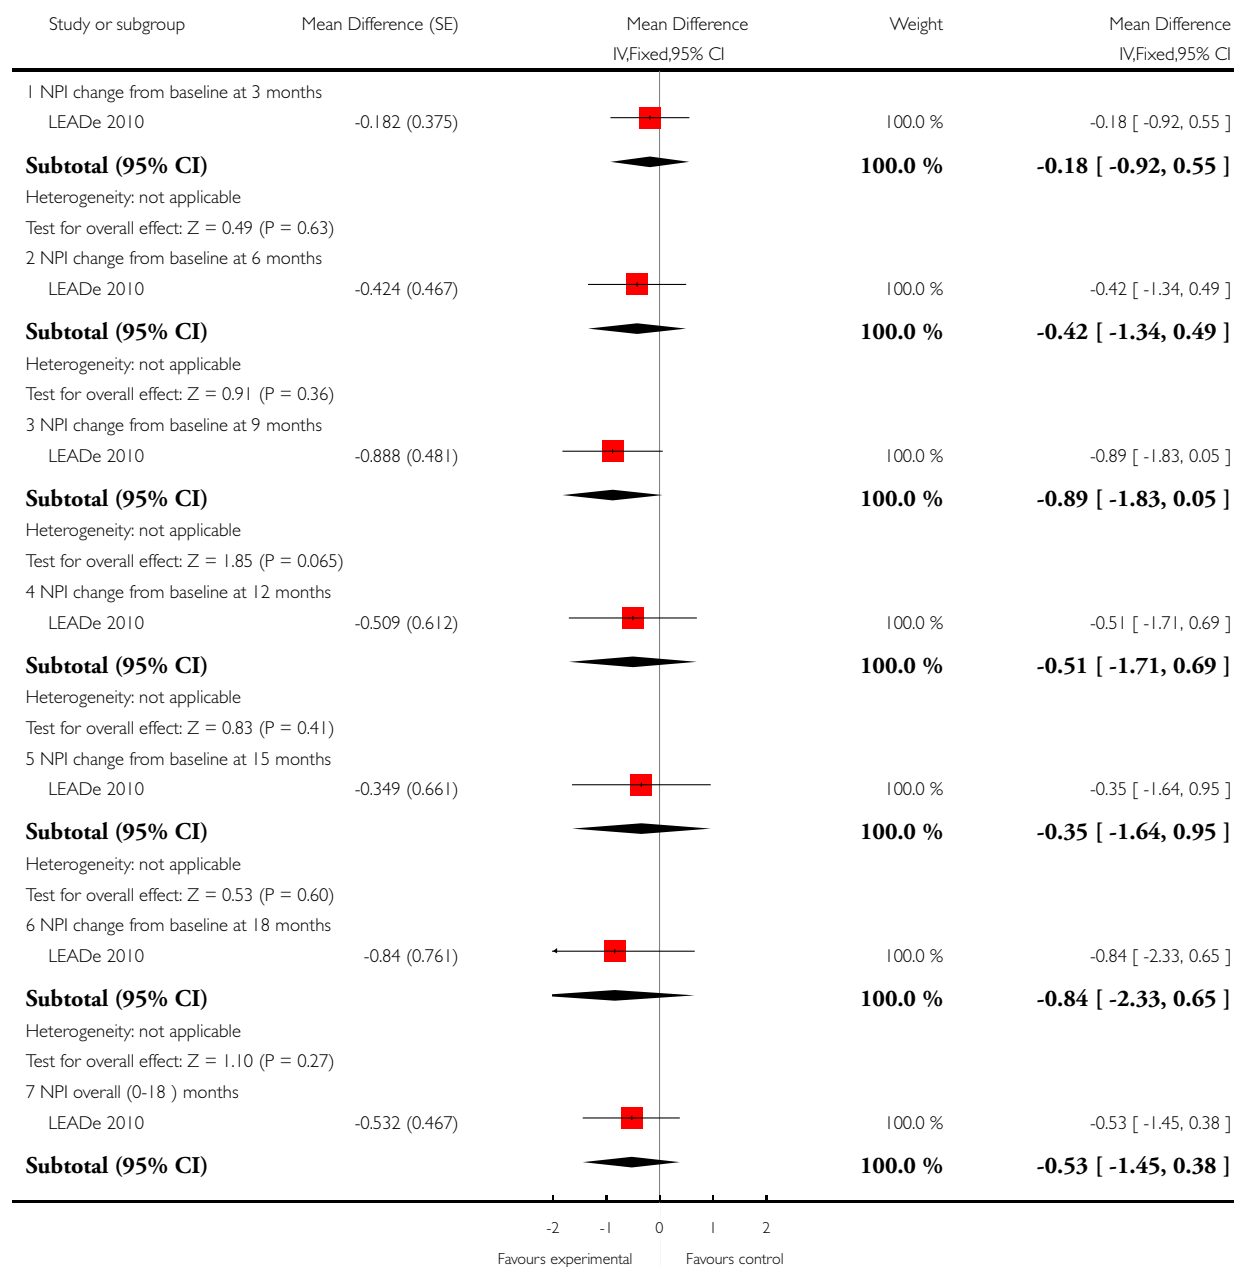 Study or subgroup Mean Difference (SE) Mean Difference Weight Mean Difference
IV,Fixed,95% CI IV,Fixed,95% CI
1 NPI change from baseline at 3 months
LEADe 2010 -0.182 (0.375) 100.0 % -0.18 [ -0.92, 0.55 ]
Subtotal (95% CI) 100.0 % -0.18 [ -0.92, 0.55 ]
Heterogeneity: not applicable
Test for overall effect: Z = 0.49 (P = 0.63)
2 NPI change from baseline at 6 months
LEADe 2010 -0.424 (0.467) 100.0 % -0.42 [ -1.34, 0.49 ]
Subtotal (95% CI) 100.0 % -0.42 [ -1.34, 0.49 ]
Heterogeneity: not applicable
Test for overall effect: Z = 0.91 (P = 0.36)
3 NPI change from baseline at 9 months
LEADe 2010 -0.888 (0.481) 100.0 % -0.89 [ -1.83, 0.05 ]
Subtotal (95% CI) 100.0 % -0.89 [ -1.83, 0.05 ]
Heterogeneity: not applicable
Test for overall effect: Z = 1.85 (P = 0.065)
4 NPI change from baseline at 12 months
LEADe 2010 -0.509 (0.612) 100.0 % -0.51 [ -1.71, 0.69 ]
Subtotal (95% CI) 100.0 % -0.51 [ -1.71, 0.69 ]
Heterogeneity: not applicable
Test for overall effect: Z = 0.83 (P = 0.41)
5 NPI change from baseline at 15 months
LEADe 2010 -0.349 (0.661) 100.0 % -0.35 [ -1.64, 0.95 ]
Subtotal (95% CI) 100.0 % -0.35 [ -1.64, 0.95 ]
Heterogeneity: not applicable
Test for overall effect: Z = 0.53 (P = 0.60)
6 NPI change from baseline at 18 months
LEADe 2010 -0.84 (0.761) 100.0 % -0.84 [ -2.33, 0.65 ]
Subtotal (95% CI) 100.0 % -0.84 [ -2.33, 0.65 ]
Heterogeneity: not applicable
Test for overall effect: Z = 1.10 (P = 0.27)
7 NPI overall (0-18 ) months
LEADe 2010 -0.532 (0.467) 100.0 % -0.53 [ -1.45, 0.38 ]
Subtotal (95% CI) 100.0 % -0.53 [ -1.45, 0.38 ]
-2 -1 0 1 2
Favours experimental Favours control